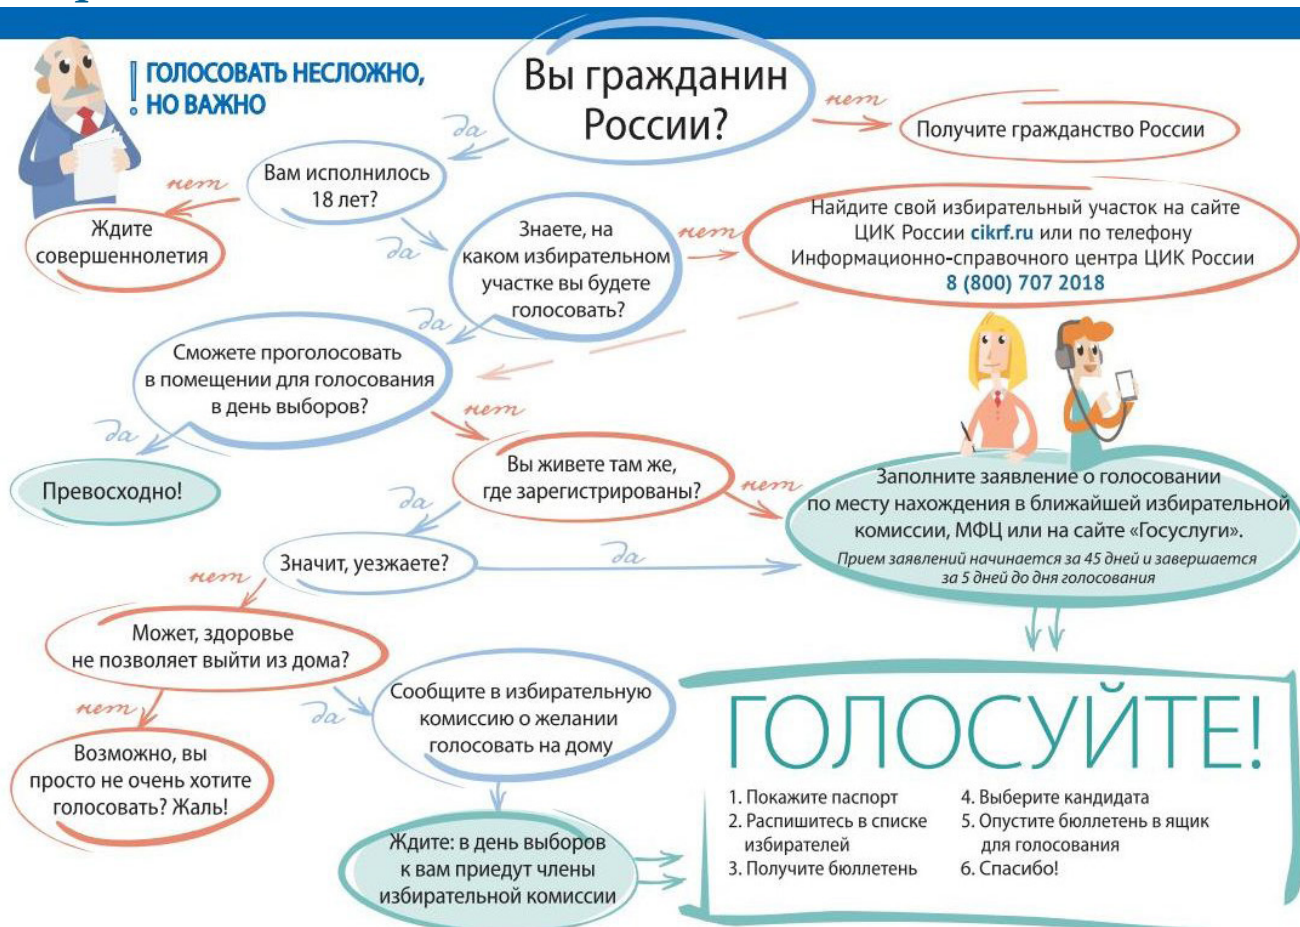 ГОЛОСОВАТЬ НЕСЛОЖНО,
НО ВАЖНО
Вы гражданин
России?
нет
Получите гражданство России
да
Вам исполнилось
18 лет?
нет
Ждите
совершеннолетия
да
Знаете, на
каком избирательном
участке вы будете
голосовать?
нет
Найдите свой избирательный участок на сайте
ЦИК России cikrf.ru или по телефону
Информационно-справочного центра ЦИК России
8 (800) 707 2018
да
Сможете проголосовать
в помещении для голосования
в день выборов?
да
Превосходно!
нет
Вы живете там же,
где зарегистрированы?
нет
Заполните заявление о голосовании
по месту нахождения в ближайшей избирательной
комиссии, МФЦ или на сайте «Госуслуги».
Прием заявлений начинается за 45 дней и завершается
за 5 дней до дня голосования
да
Значит, уезжаете?
да
нет
Может, здоровье
не позволяет выйти из дома?
нет
Возможно, вы
просто не очень хотите
голосовать? Жаль!
да
Сообщите в избирательную
комиссию о желании
голосовать на дому
Ждите: в день выборов
к вам приедут члены
избирательной комиссии
ГОЛОСУЙТЕ!
1. Покажите паспорт
2. Распишитесь в списке
избирателей
3. Получите бюллетень
4. Выберите кандидата
5. Опустите бюллетень в ящик
для голосования
6. Спасибо!